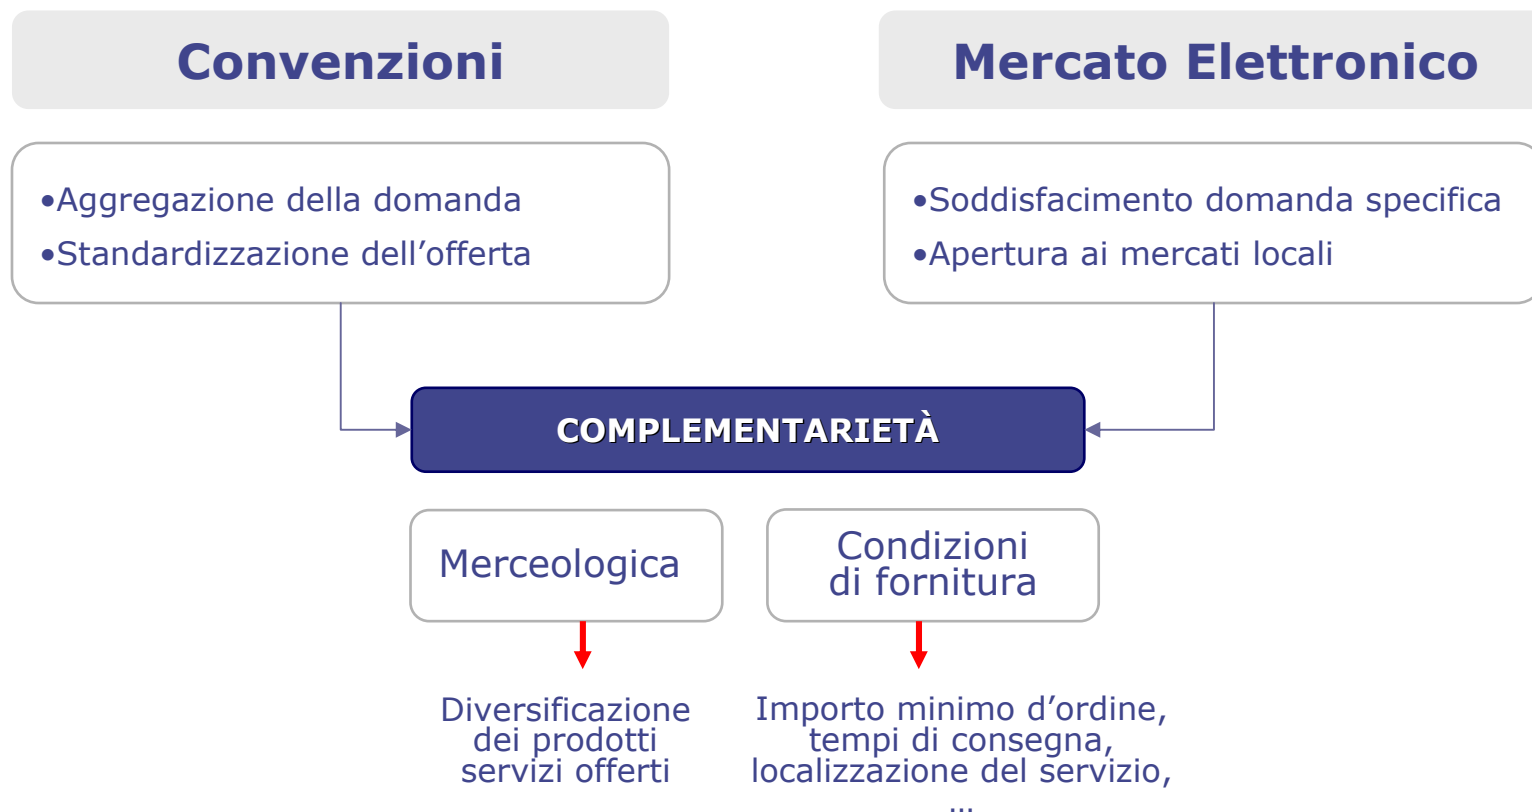 Convenzioni
Mercato Elettronico
•Aggregazione della domanda
•Standardizzazione dell’offerta
•Soddisfacimento domanda specifica
•Apertura ai mercati locali
COMPLEMENTARIETÀ
Merceologica
Condizioni
di fornitura
Diversificazione
dei prodotti
servizi offerti
Importo minimo d’ordine,
tempi di consegna,
localizzazione del servizio,
...